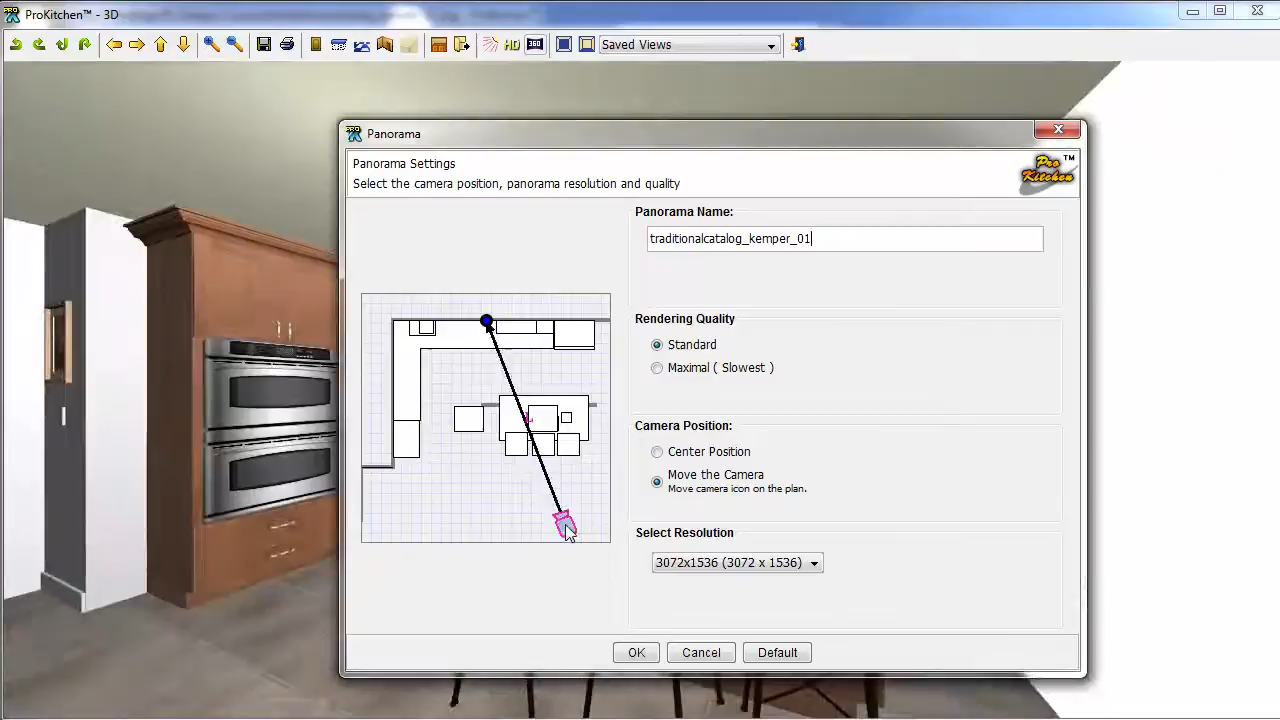 ProKitchen™ - 3D
HD
360
Saved Views
Panorama
Panorama Settings
Select the camera position, panorama resolution and quality
Pro Kitchen ™
Panorama Name:
traditionalcatalog_kemper_01
Rendering Quality
Standard
Maximal ( Slowest )
Camera Position:
Center Position
Move the Camera
Move camera icon on the plan.
Select Resolution
3072x1536 (3072 x 1536)
OK
Cancel
Default